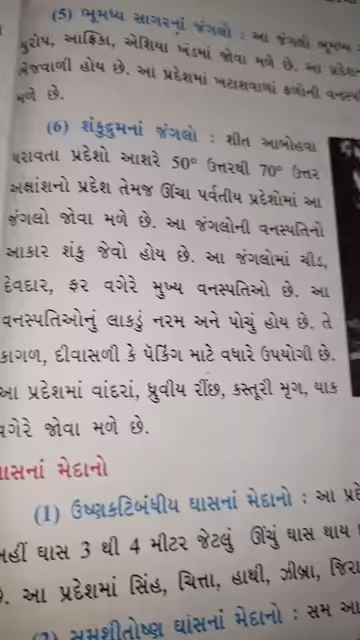 (5) ભૂમધ્ય સાગરનાં જંગલો : આ જંગલો ભૂમધ્ય
યુરોપ, આફ્રિકા, એશિયા ખંડમાં જોવા મળે છે. આ
ભેજવાળી હોય છે. આ પ્રદેશમાં ખટાશવાળાં ફળોની
મળે છે.
(6) શંકુદ્રુમનાં જંગલો : શીત આબોહવા
ધરાવતા પ્રદેશો આશરે 50° ઉત્તરથી 70° ઉત્તર
અક્ષાંશનો પ્રદેશ તેમજ ઊંચા પર્વતીય પ્રદેશોમાં આ
જંગલો જોવા મળે છે. આ જંગલોની વનસ્પતિનો
આકાર શંકુ જેવો હોય છે. આ જંગલોમાં ચીડ,
દેવદાર, ફર વગેરે મુખ્ય વનસ્પતિઓ છે. આ
વનસ્પતિઓનું લાકડું નરમ અને પોચું હોય છે. તે
કાગળ, દીવાસળી કે પૅકિંગ માટે વધારે ઉપયોગી છે.
આ પ્રદેશમાં વાંદરાં, ધ્રુવીય રીંછ, કસ્તૂરી મૃગ, યાક
વગેરે જોવા મળે છે.
ઘાસનાં મેદાનો
(1) ઉષ્ણકટિબંધીય ઘાસનાં મેદાનો : આ
અહીં ઘાસ 3 થી 4 મીટર જેટલું ઊંચું ઘાસ થાય
છે. આ પ્રદેશમાં સિંહ, ચિત્તા, હાથી, ઝીબ્રા,
(2) સમશીતોષ્ણ ઘાસનાં મેદાનો : સમ